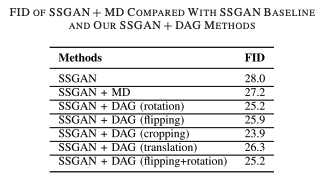 FID OF SSGAN + MD COMPARED WITH SSGAN BASELINE
AND OUR SSGAN + DAG METHODS
Methods FID
SSGAN 28.0
SSGAN + MD 27.2
SSGAN + DAG (rotation) 25.2
SSGAN + DAG (flipping) 25.9
SSGAN + DAG (cropping) 23.9
SSGAN + DAG (translation) 26.3
SSGAN + DAG (flipping+rotation) 25.2